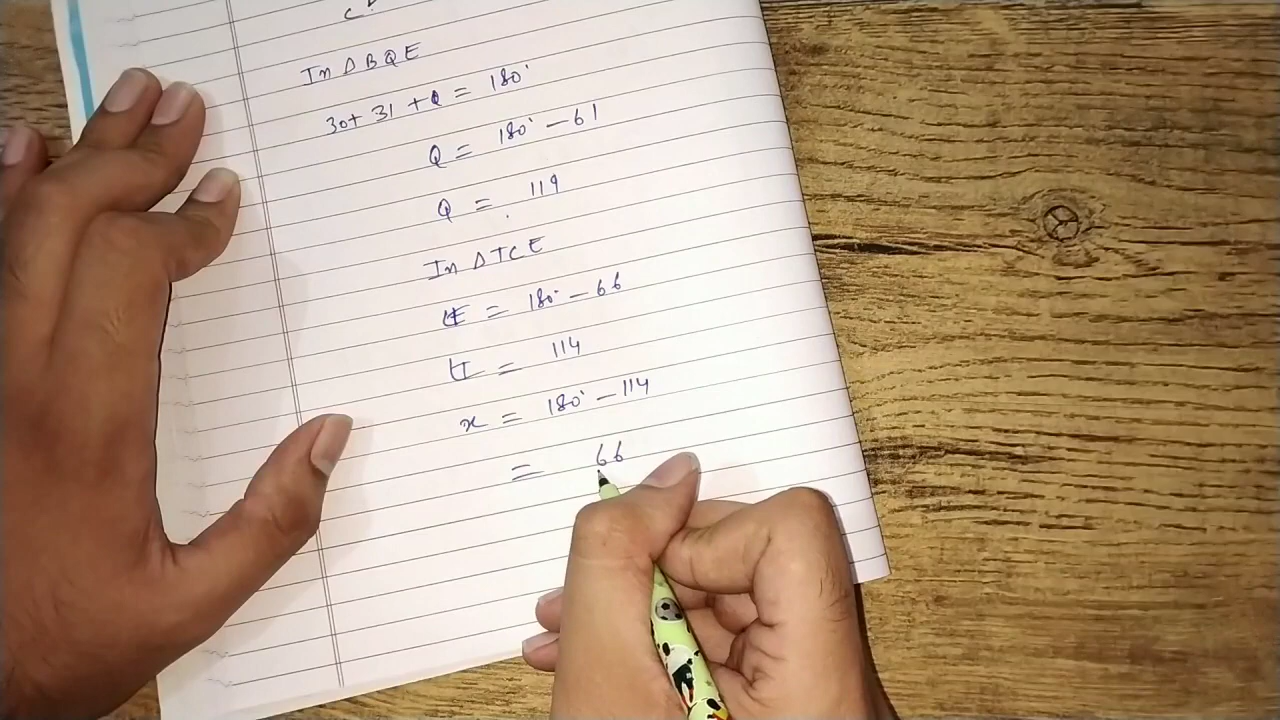 In △ BQE
30+ 31 + Q = 180°
Q = 180° - 61
Q = 119
In △ TCE
= 180° - 66
= 114
x = 180° - 114
= 66